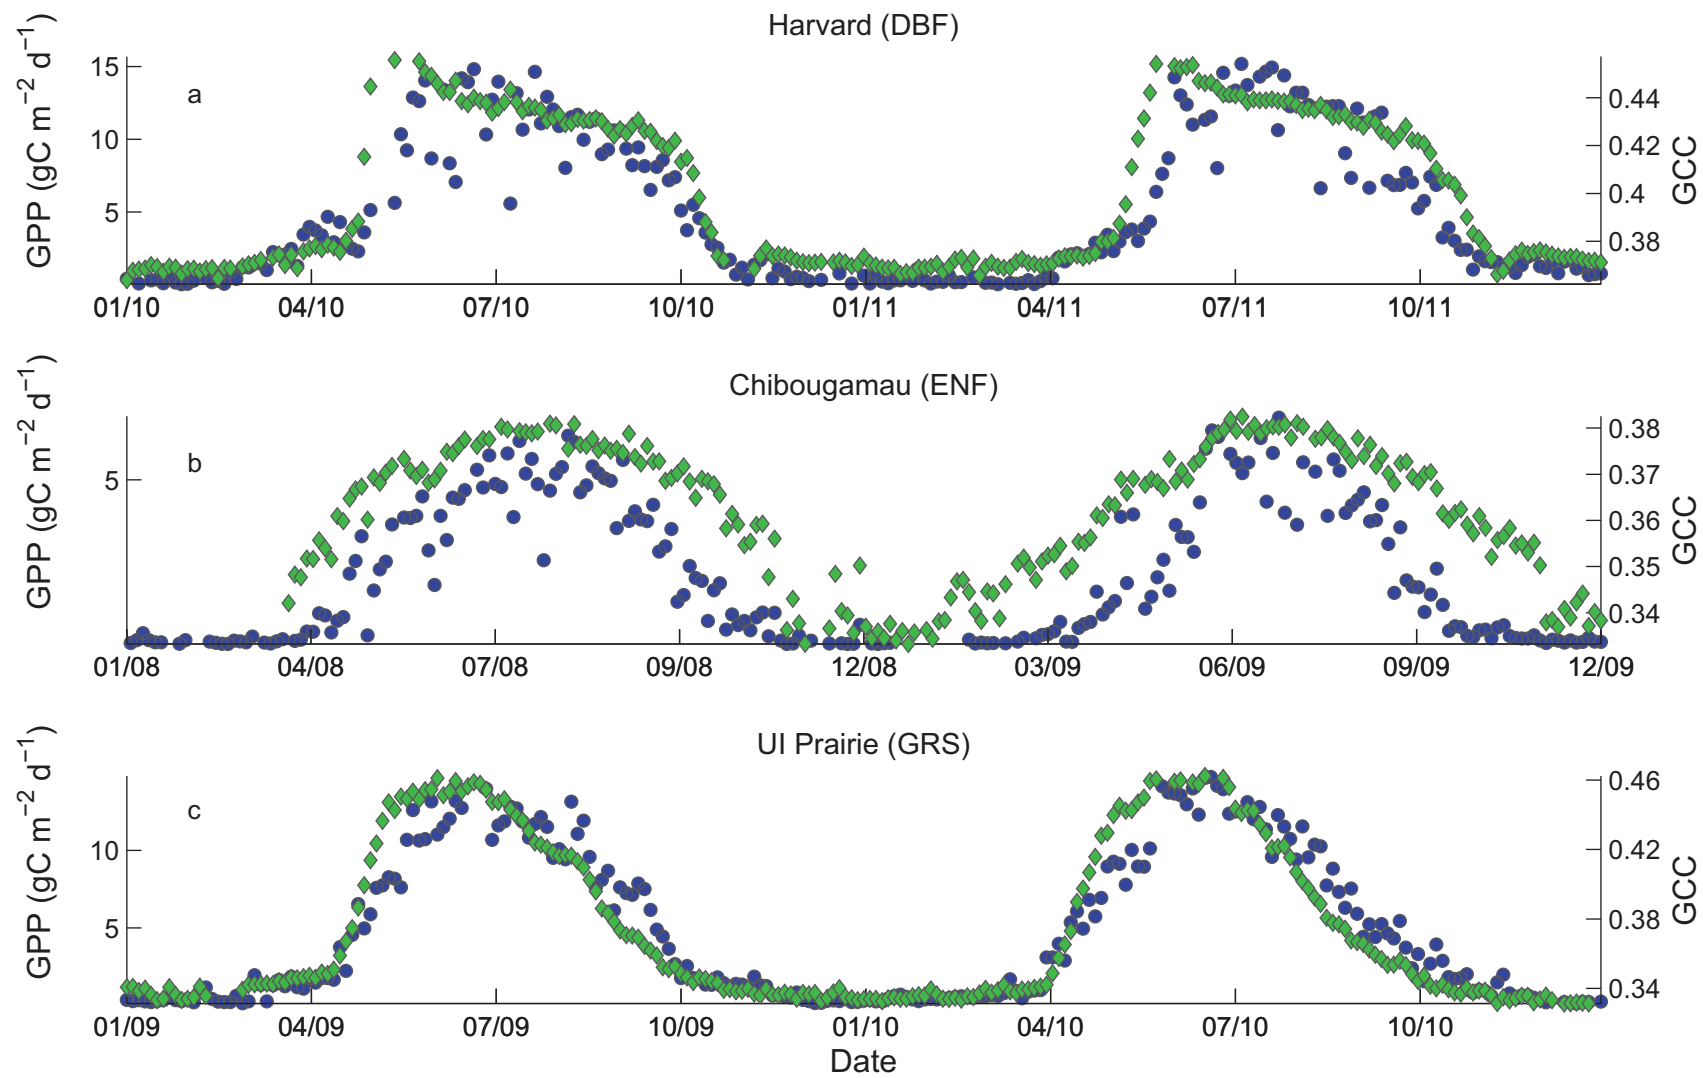 Harvard (DBF)
a
GPP (gC m⁻² d⁻¹)
15
10
5
0.44
0.42
0.4
0.38
GCC
01/10 04/10 07/10 10/10 01/11 04/11 07/11 10/11
Chibougamau (ENF)
b
GPP (gC m⁻² d⁻¹)
5
0.38
0.37
0.36
0.35
0.34
GCC
01/08 04/08 07/08 09/08 12/08 03/09 06/09 09/09 12/09
UI Prairie (GRS)
c
GPP (gC m⁻² d⁻¹)
10
5
0.46
0.42
0.38
0.34
GCC
01/09 04/09 07/09 10/09 01/10 04/10 07/10 10/10
Date